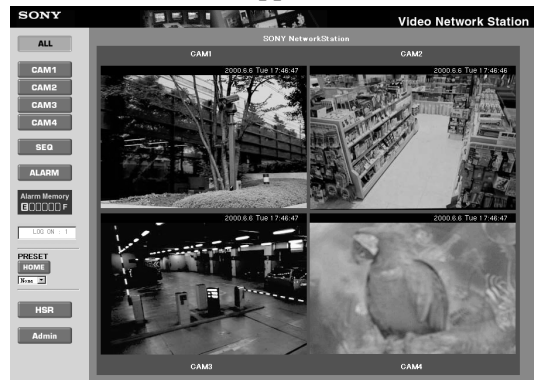 SONY
Video Network Station
ALL
CAM1
CAM2
CAM3
CAM4
SEQ
ALARM
Alarm Memory
E F
LOG ON : 1
PRESET
HOME
None
HSR
Admin
SONY NetworkStation
CAM1 CAM2
2000.6.6 Tue 17:46:47 2000.6.6 Tue 17:46:47
2000.6.6 Tue 17:46:47 2000.6.6 Tue 17:46:47
CAM3 CAM4